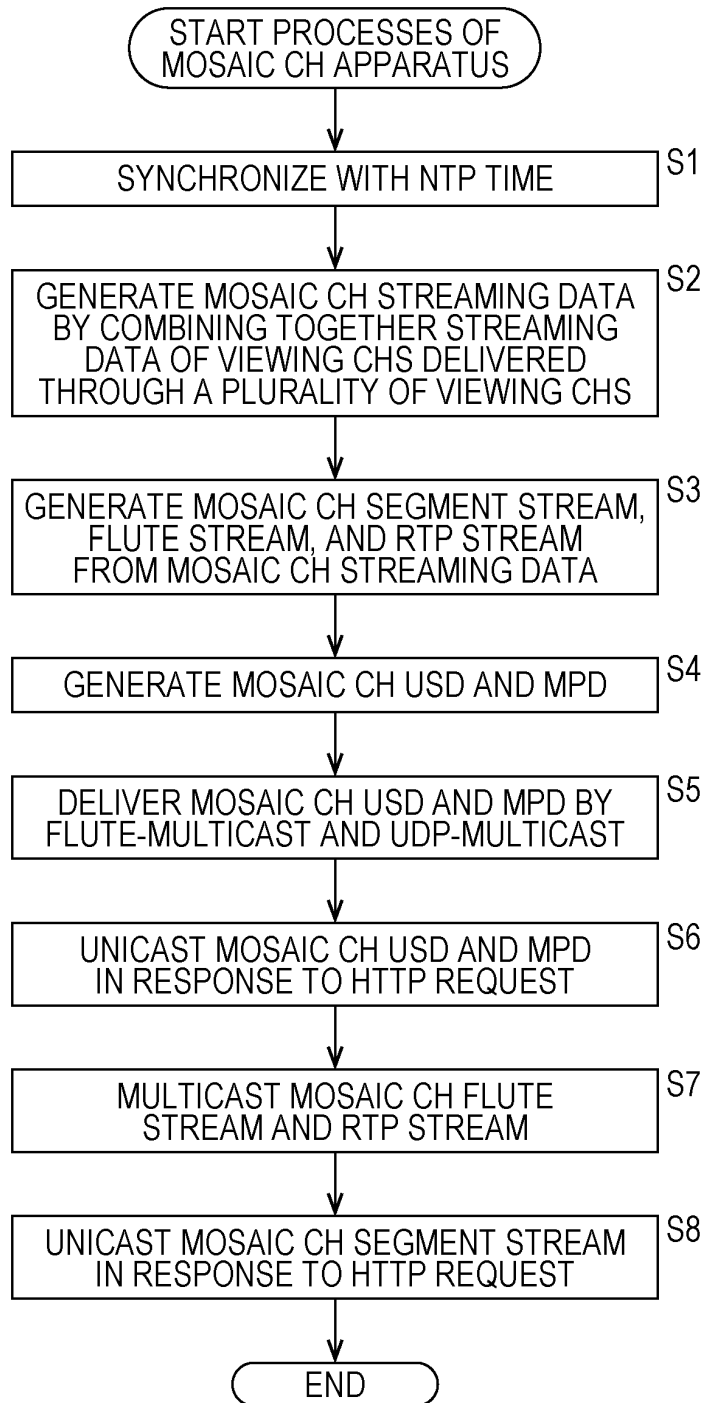 START PROCESSES OF
MOSAIC CH APPARATUS
S1
SYNCHRONIZE WITH NTP TIME
S2
GENERATE MOSAIC CH STREAMING DATA
BY COMBINING TOGETHER STREAMING
DATA OF VIEWING CHS DELIVERED
THROUGH A PLURALITY OF VIEWING CHS
S3
GENERATE MOSAIC CH SEGMENT STREAM,
FLUTE STREAM, AND RTP STREAM
FROM MOSAIC CH STREAMING DATA
S4
GENERATE MOSAIC CH USD AND MPD
S5
DELIVER MOSAIC CH USD AND MPD BY
FLUTE-MULTICAST AND UDP-MULTICAST
S6
UNICAST MOSAIC CH USD AND MPD
IN RESPONSE TO HTTP REQUEST
S7
MULTICAST MOSAIC CH FLUTE
STREAM AND RTP STREAM
S8
UNICAST MOSAIC CH SEGMENT STREAM
IN RESPONSE TO HTTP REQUEST
END